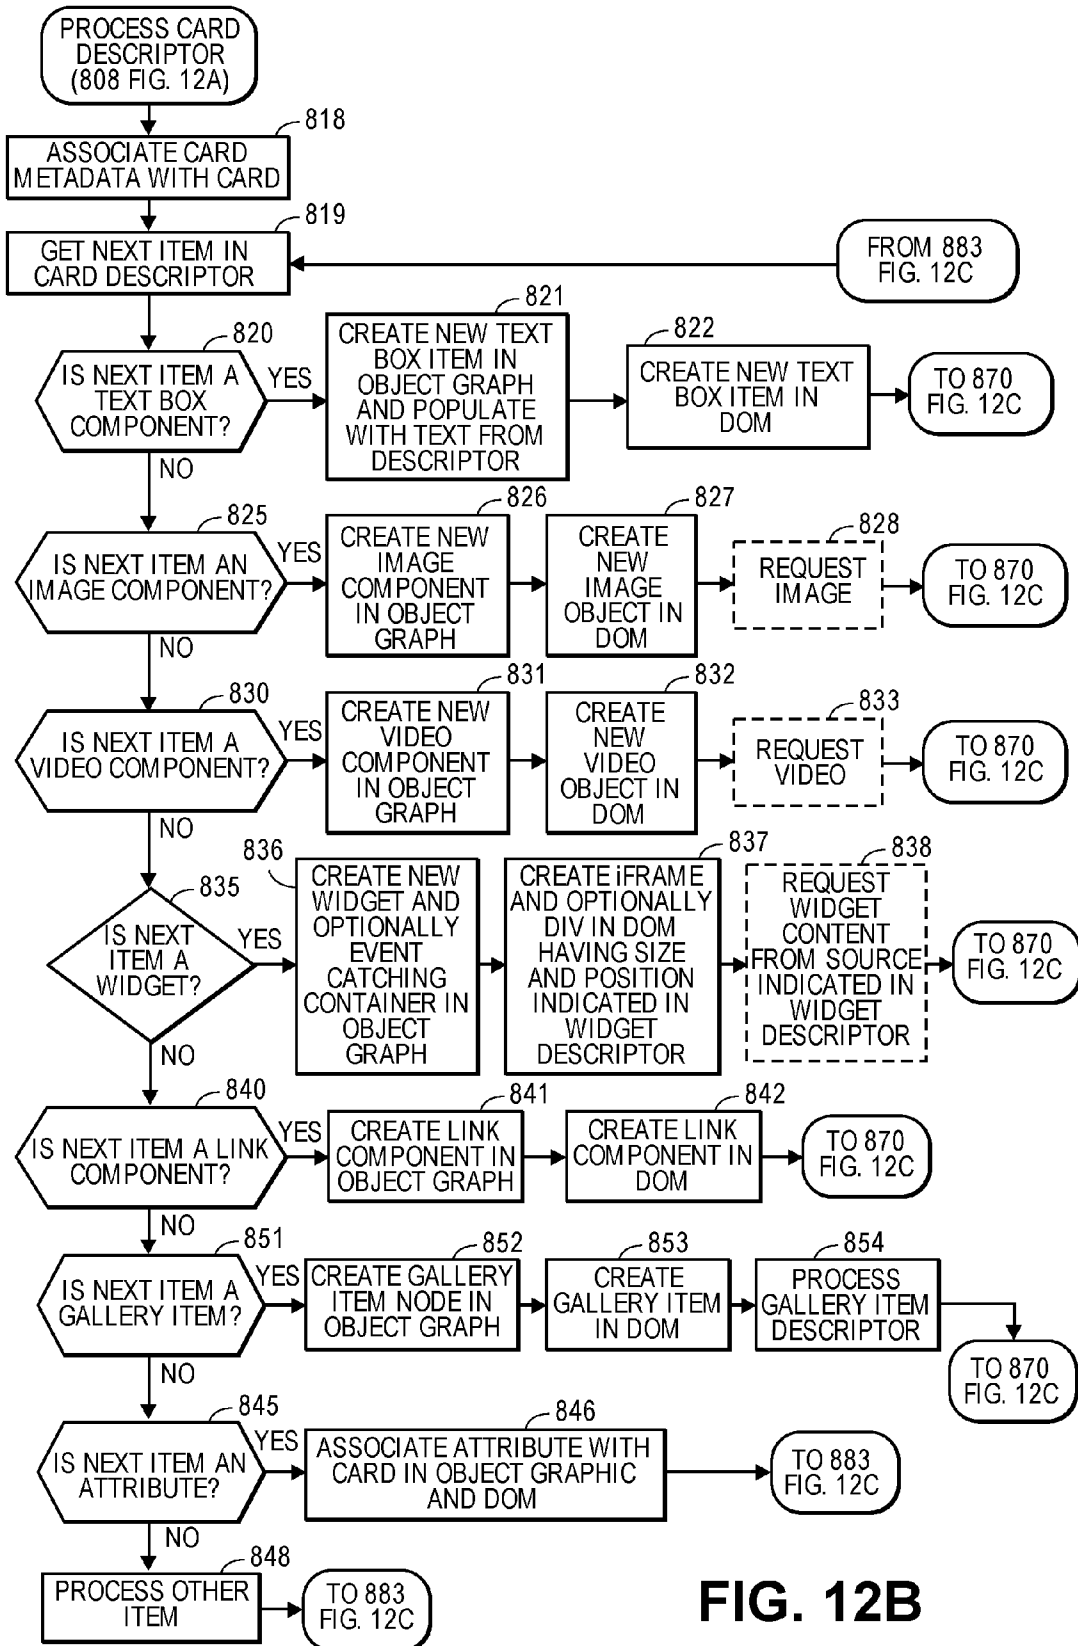 PROCESS CARD
DESCRIPTOR
(808 FIG. 12A)
818
ASSOCIATE CARD
METADATA WITH CARD
819
GET NEXT ITEM IN
CARD DESCRIPTOR
FROM 883
FIG. 12C
820
IS NEXT ITEM A
TEXT BOX
COMPONENT?
YES
821
CREATE NEW TEXT
BOX ITEM IN
OBJECT GRAPH
AND POPULATE
WITH TEXT FROM
DESCRIPTOR
822
CREATE NEW TEXT
BOX ITEM IN
DOM
TO 870
FIG. 12C
NO
825
IS NEXT ITEM AN
IMAGE COMPONENT?
YES
826
CREATE NEW
IMAGE
COMPONENT
IN OBJECT
GRAPH
827
CREATE
NEW
IMAGE
OBJECT IN
DOM
828
REQUEST
IMAGE
TO 870
FIG. 12C
NO
830
IS NEXT ITEM A
VIDEO COMPONENT?
YES
831
CREATE NEW
VIDEO
COMPONENT
IN OBJECT
GRAPH
832
CREATE
NEW
VIDEO
OBJECT IN
DOM
833
REQUEST
VIDEO
TO 870
FIG. 12C
NO
835
IS NEXT
ITEM A
WIDGET?
YES
836
CREATE NEW
WIDGET AND
OPTIONALLY
EVENT
CATCHING
CONTAINER IN
OBJECT
GRAPH
837
CREATE iFRAME
AND OPTIONALLY
DIV IN DOM
HAVING SIZE
AND POSITION
INDICATED IN
WIDGET
DESCRIPTOR
838
REQUEST
WIDGET
CONTENT
FROM SOURCE
INDICATED IN
WIDGET
DESCRIPTOR
TO 870
FIG. 12C
NO
840
IS NEXT ITEM A LINK
COMPONENT?
YES
841
CREATE LINK
COMPONENT IN
OBJECT GRAPH
842
CREATE LINK
COMPONENT IN
DOM
TO 870
FIG. 12C
NO
851
IS NEXT ITEM A
GALLERY ITEM?
YES
852
CREATE GALLERY
ITEM NODE IN
OBJECT GRAPH
853
CREATE
GALLERY ITEM
IN DOM
854
PROCESS
GALLERY ITEM
DESCRIPTOR
TO 870
FIG. 12C
NO
845
IS NEXT ITEM AN
ATTRIBUTE?
YES
846
ASSOCIATE ATTRIBUTE WITH
CARD IN OBJECT GRAPHIC
AND DOM
TO 883
FIG. 12C
NO
848
PROCESS OTHER
ITEM
TO 883
FIG. 12C
FIG. 12B